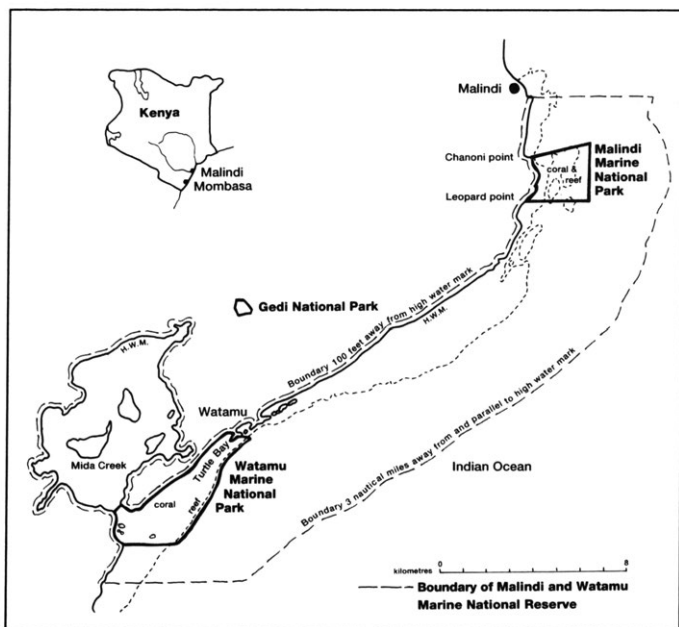 Kenya
Malindi
Mombasa
Malindi
Chanoni point
Malindi
Marine
National
Park
coral &
reef
Leopard point
Gedi National Park
Boundary 100 feet away from high water mark
H.W.M.
H.W.M.
Watamu
Mida Creek
Turtle Bay
Watamu
Marine
National
Park
coral
reef
Indian Ocean
Boundary 3 nautical miles away from and parallel to high water mark
kilometres
0 8
Boundary of Malindi and Watamu
Marine National Reserve